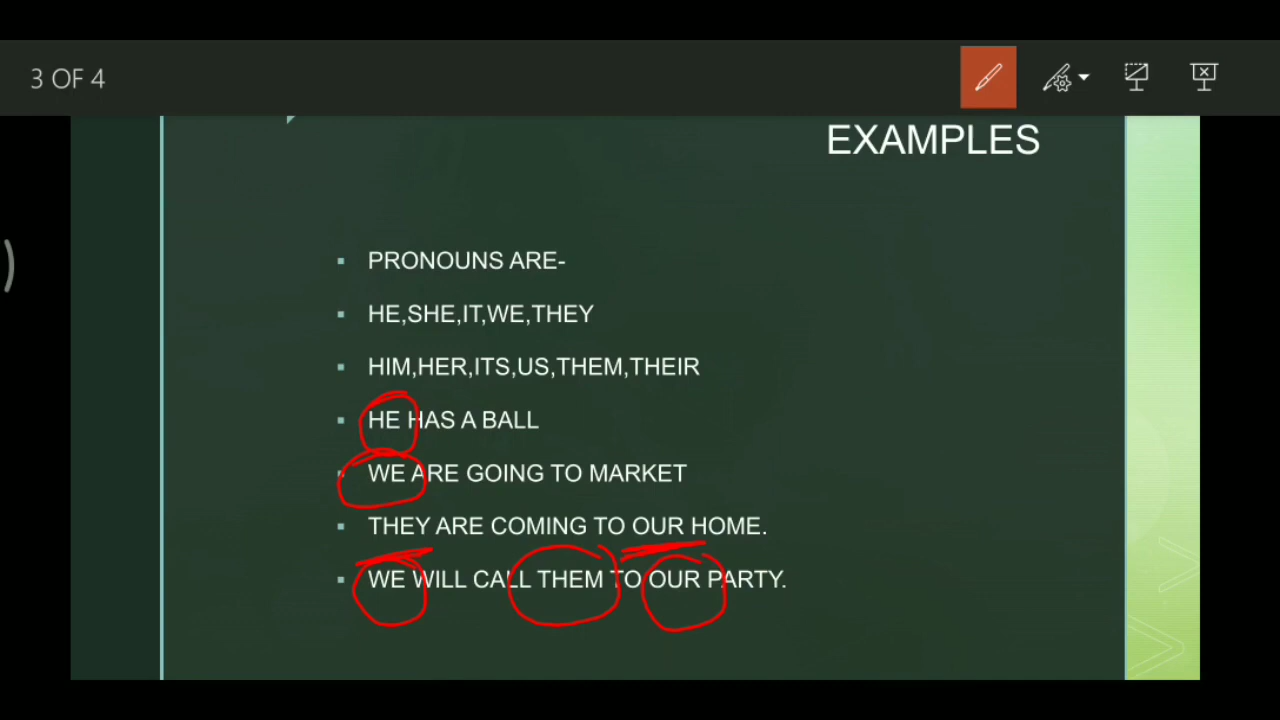 3 OF 4
EXAMPLES
PRONOUNS ARE-
HE,SHE,IT,WE,THEY
HIM,HER,ITS,US,THEM,THEIR
HE HAS A BALL
WE ARE GOING TO MARKET
THEY ARE COMING TO OUR HOME.
WE WILL CALL THEM TO OUR PARTY.